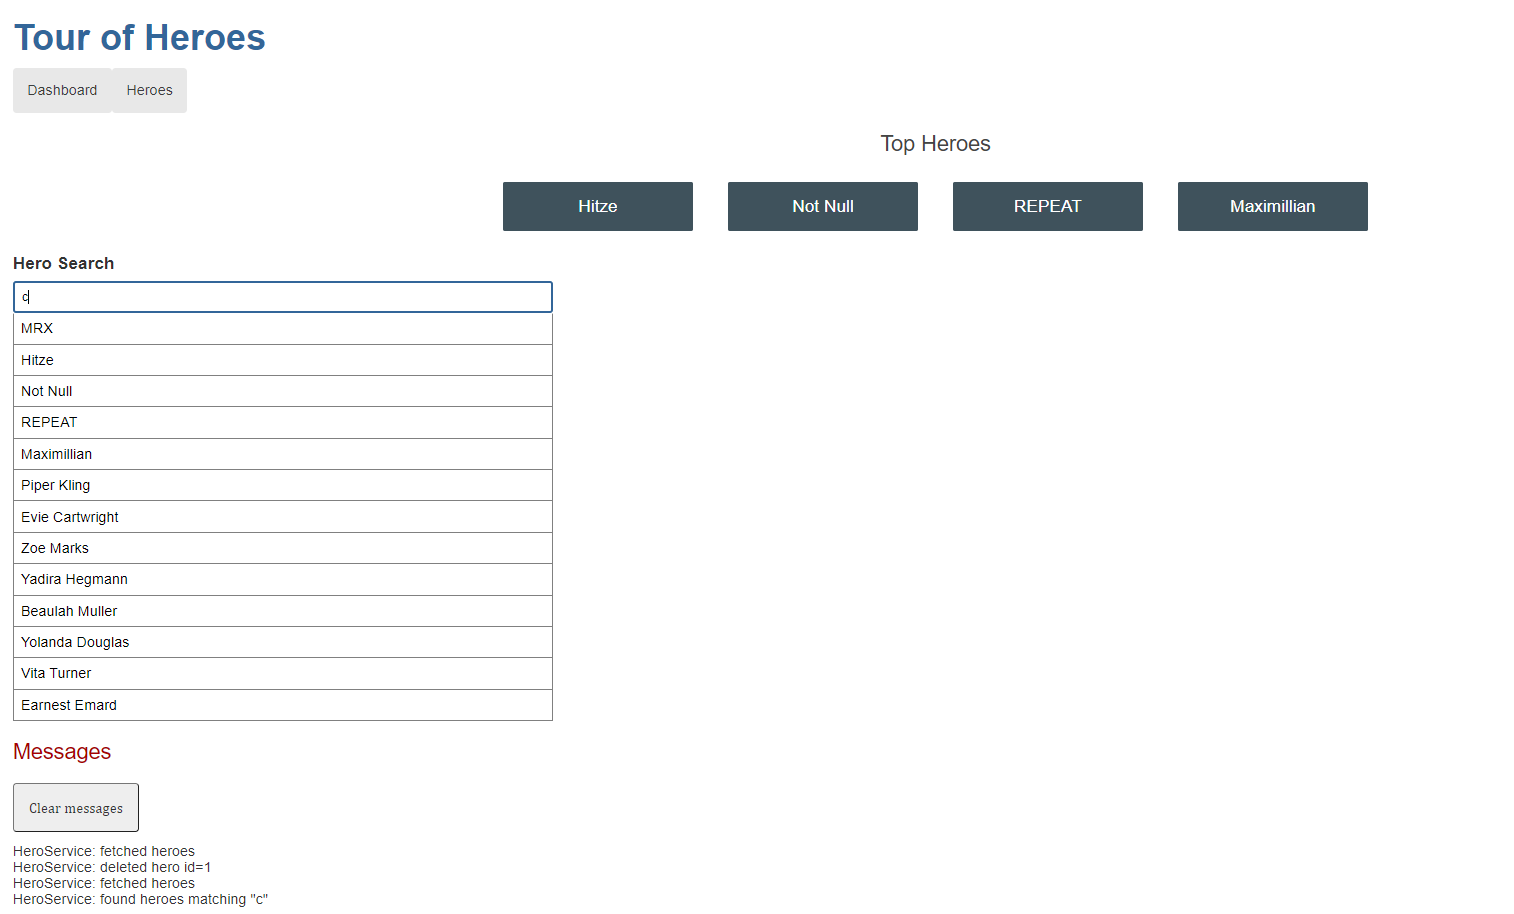 Tour of Heroes
Dashboard Heroes
Top Heroes
Hitze Not Null REPEAT Maximillian
Hero Search
c
MRX
Hitze
Not Null
REPEAT
Maximillian
Piper Kling
Evie Cartwright
Zoe Marks
Yadira Hegmann
Beaulah Muller
Yolanda Douglas
Vita Turner
Earnest Emard
Messages
Clear messages
HeroService: fetched heroes
HeroService: deleted hero id=1
HeroService: fetched heroes
HeroService: found heroes matching "c"